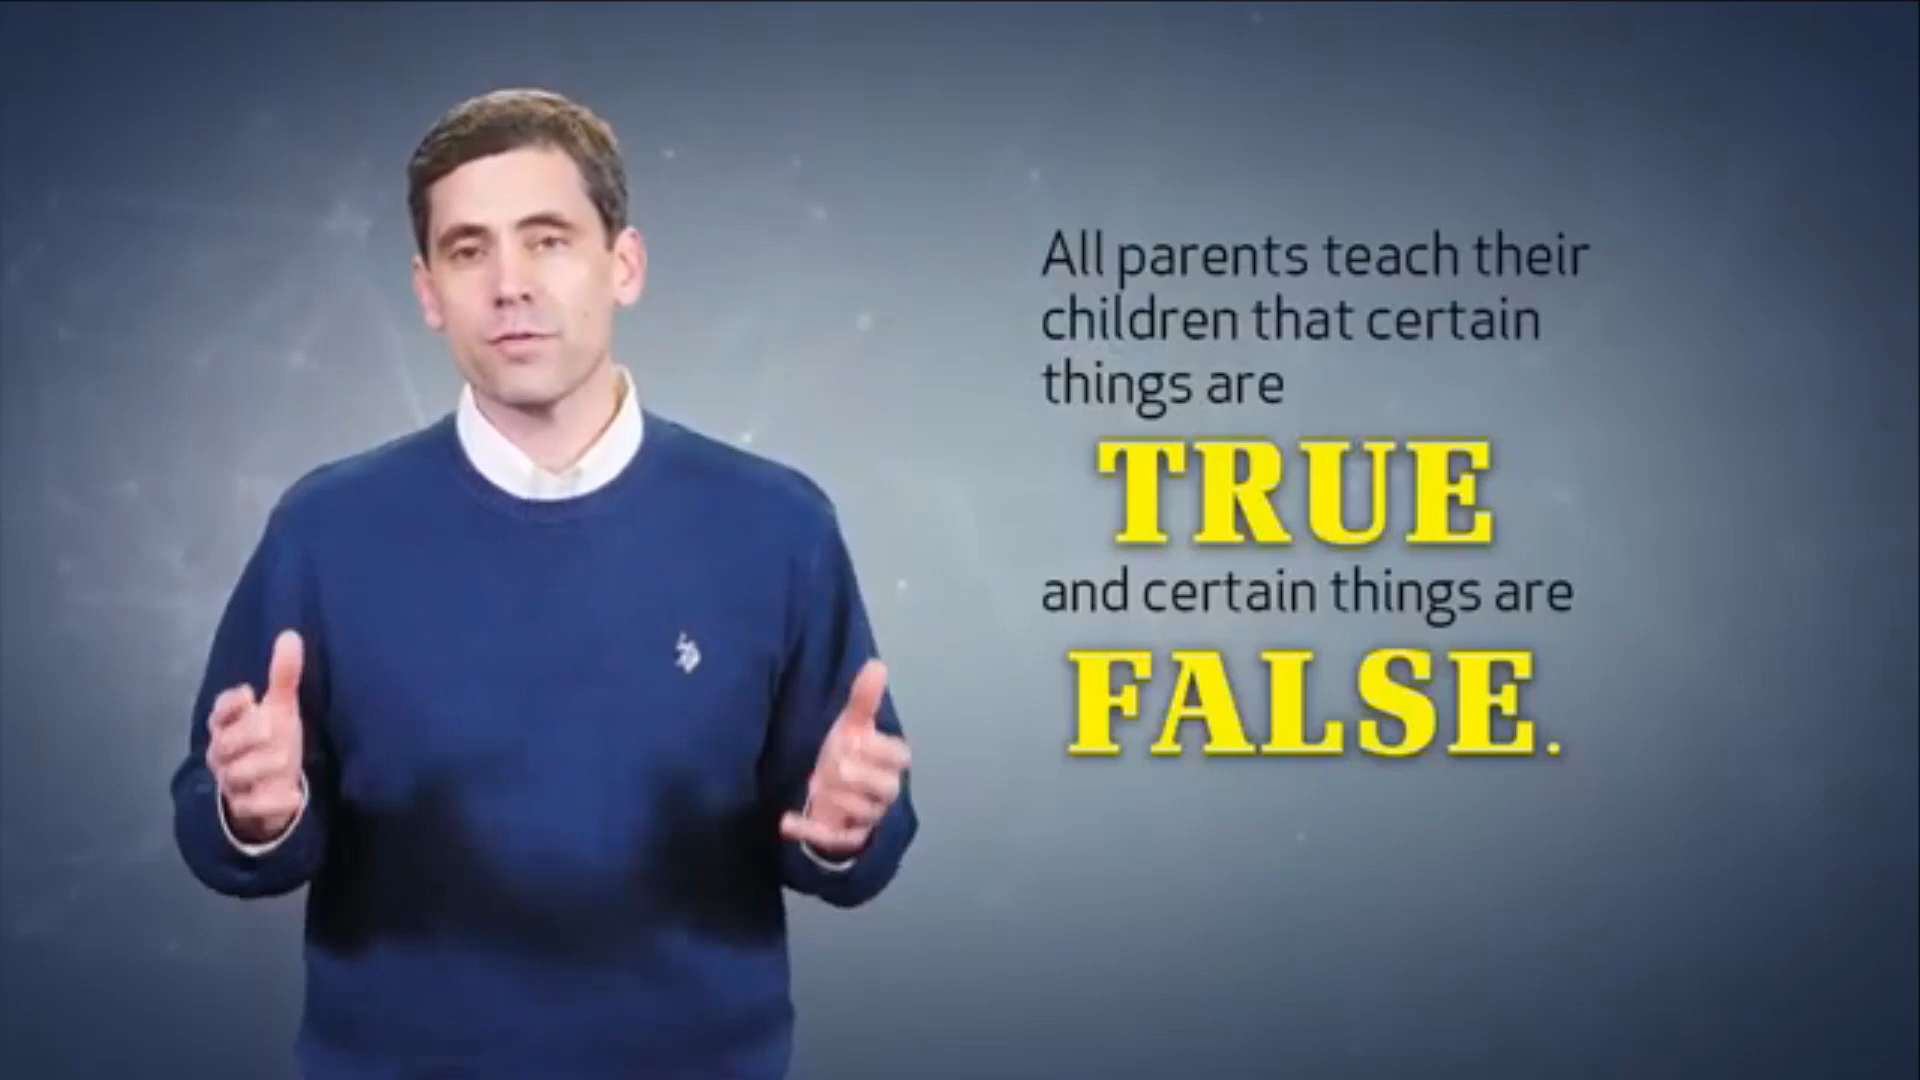 All parents teach their
children that certain
things are
TRUE
and certain things are
FALSE.